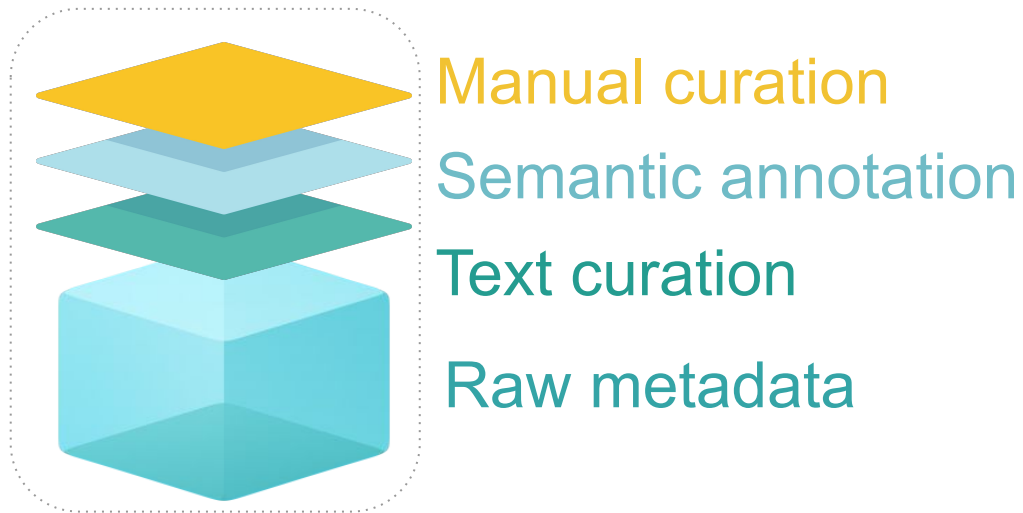 Manual curation
Semantic annotation
Text curation
Raw metadata